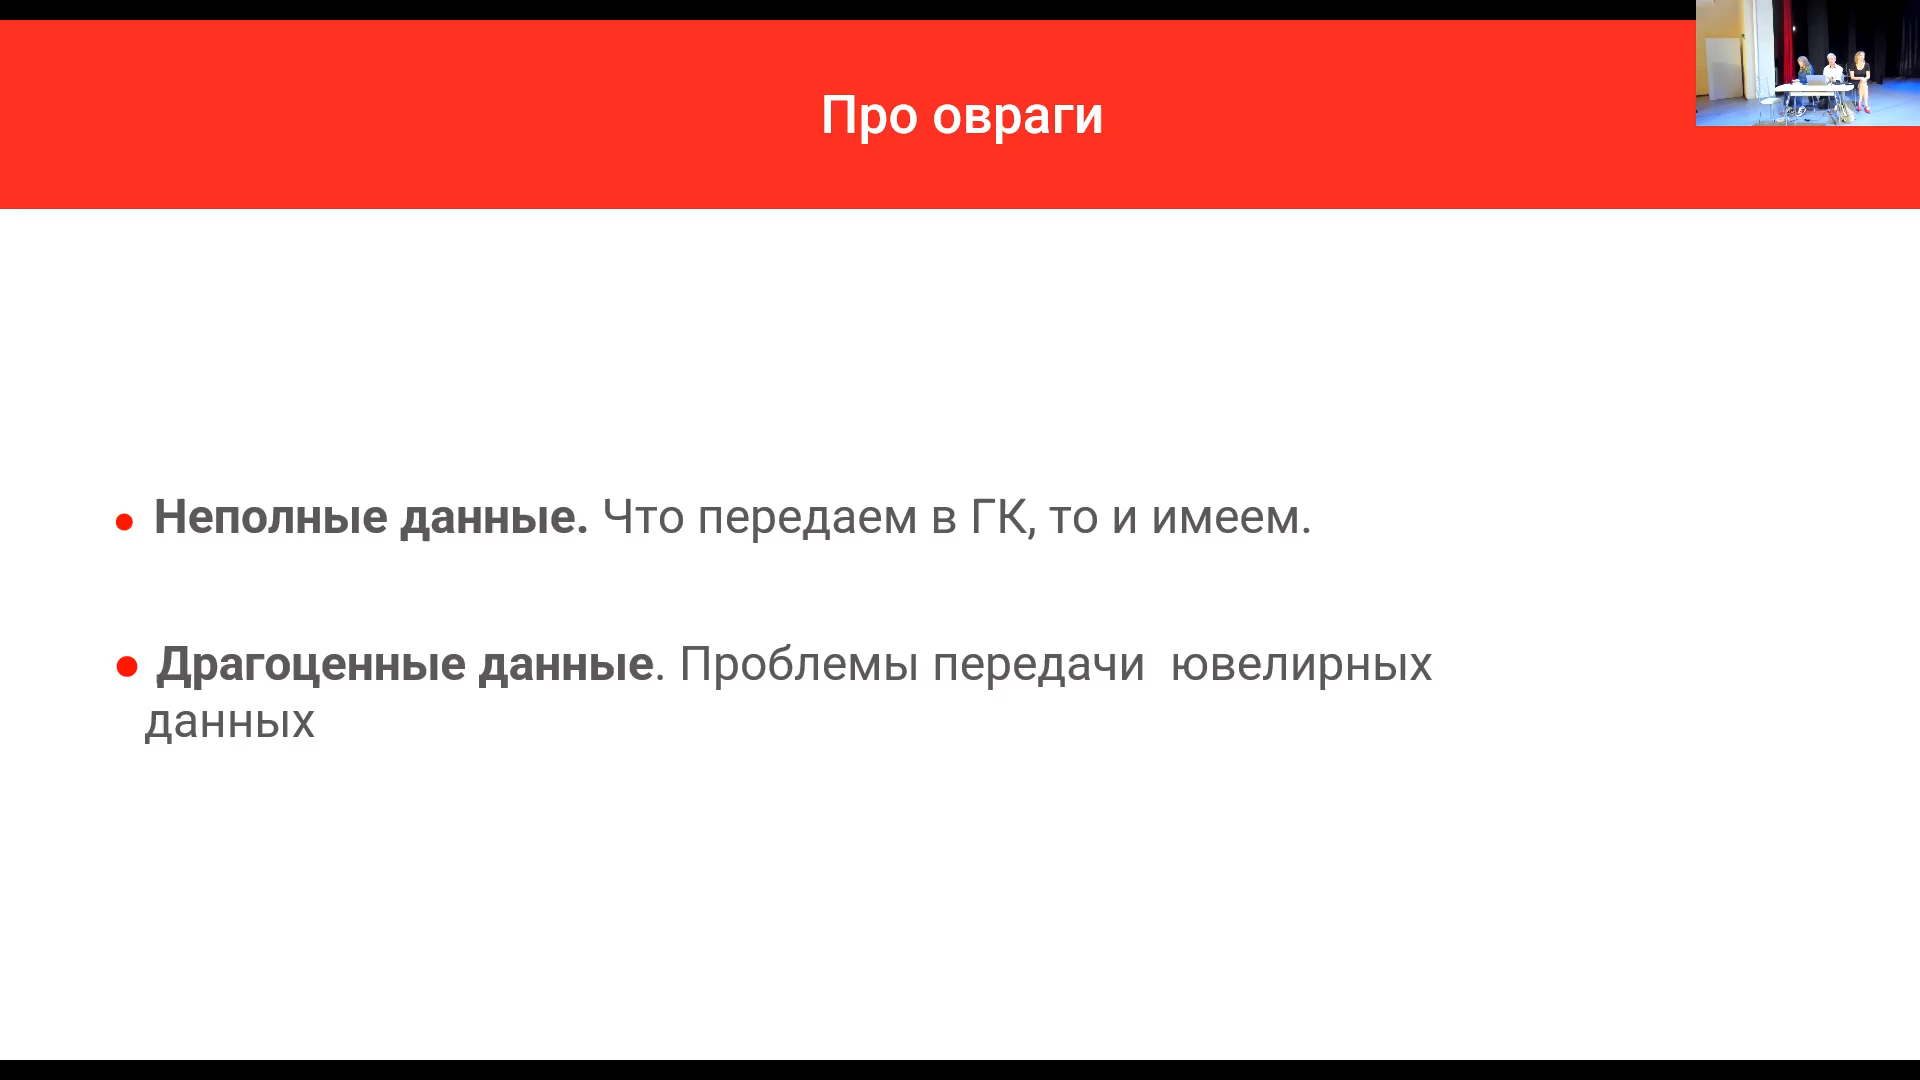 Про овраги
• Неполные данные. Что передаем в ГК, то и имеем.
• Драгоценные данные. Проблемы передачи  ювелирных
данных